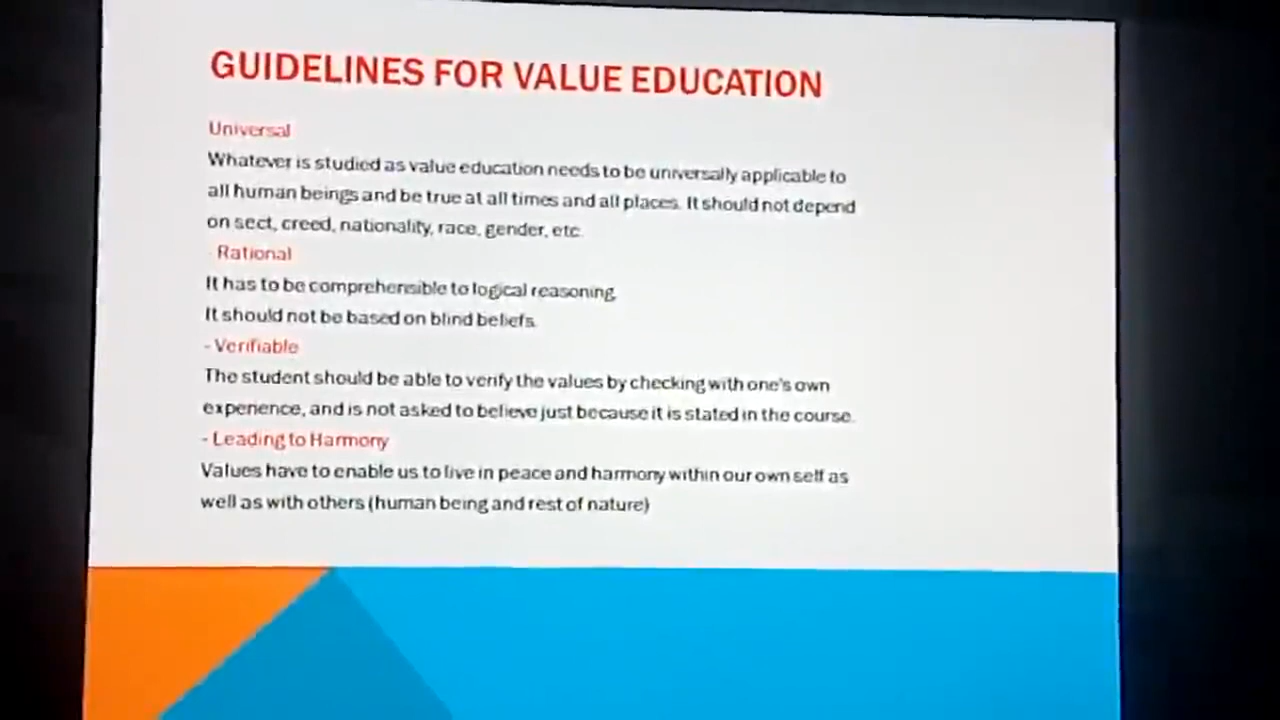 GUIDELINES FOR VALUE EDUCATION
Universal
Whatever is studied as value education needs to be universally applicable to
all human beings and be true at all times and all places. It should not depend
on sect, creed, nationality, race, gender, etc.
- Rational
It has to be comprehensible to logical reasoning.
It should not be based on blind beliefs.
- Verifiable
The student should be able to verify the values by checking with one's own
experience, and is not asked to believe just because it is stated in the course.
- Leading to Harmony
Values have to enable us to live in peace and harmony within our own self as
well as with others (human being and rest of nature)